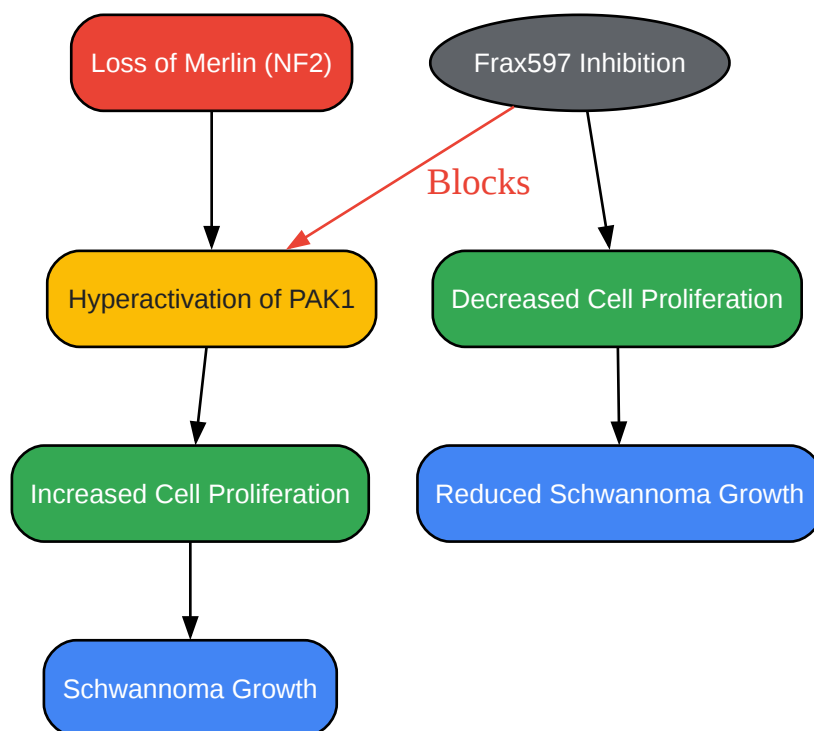 Loss of Merlin (NF2)
Frax597 Inhibition
Blocks
Hyperactivation of PAK1
Decreased Cell Proliferation
Increased Cell Proliferation
Reduced Schwannoma Growth
Schwannoma Growth